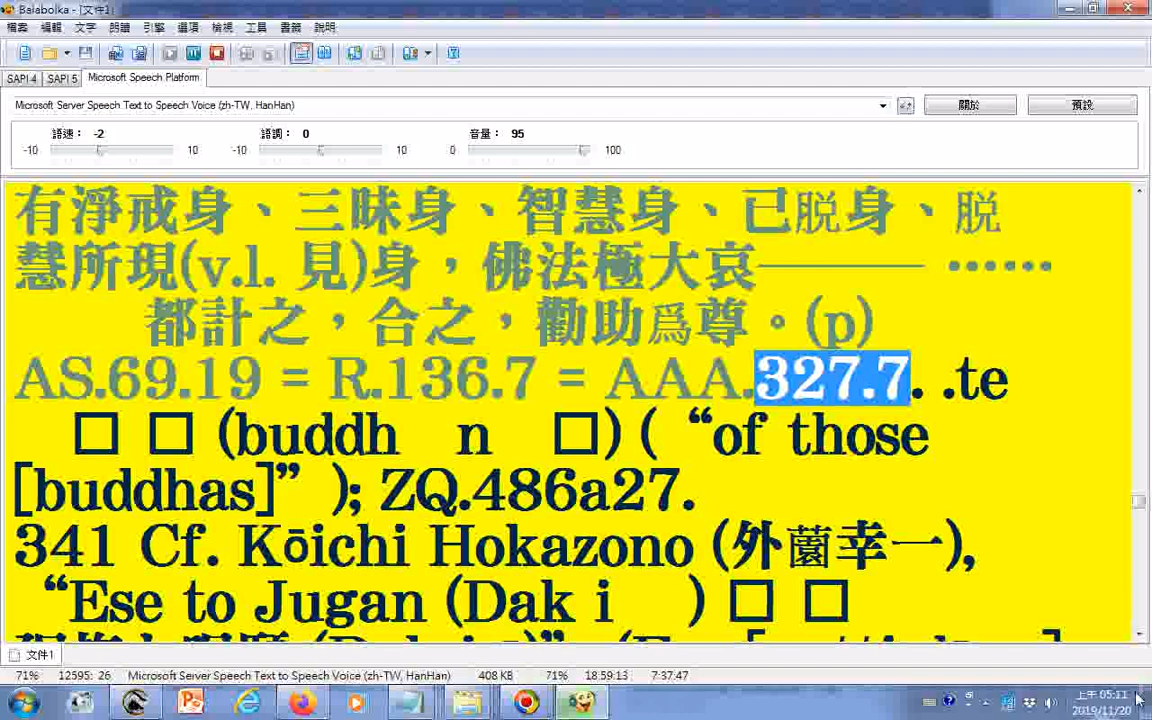 Balabolka - [文件1]
檔案 編輯 文字 朗讀 引擎 選項 檢視 工具 書籤 說明
SAPI 4 SAPI 5 Microsoft Speech Platform
Microsoft Server Speech Text to Speech Voice (zh-TW, HanHan) 關於 預設
語速： -2 語調： 0 音量： 95
-10 10 -10 10 0 100
有淨戒身、三昧身、智慧身、已脱身、脱
慧所現(v.l. 見)身，佛法極大哀——— ······
都計之，合之，勸助爲尊。(p)
AS.69.19 = R.136.7 = AAA.327.7. .te
□ □ (buddh n □) ( “of those
[buddhas]” ); ZQ.486a27.
341 Cf. Kōichi Hokazono (外薗幸一),
“Ese to Jugan (Dak i ) □ □
文件1
71% 12595: 26 Microsoft Server Speech Text to Speech Voice (zh-TW, HanHan) 408 KB 71% 18:59:13 7:37:47
上午 05:11
2019/11/20